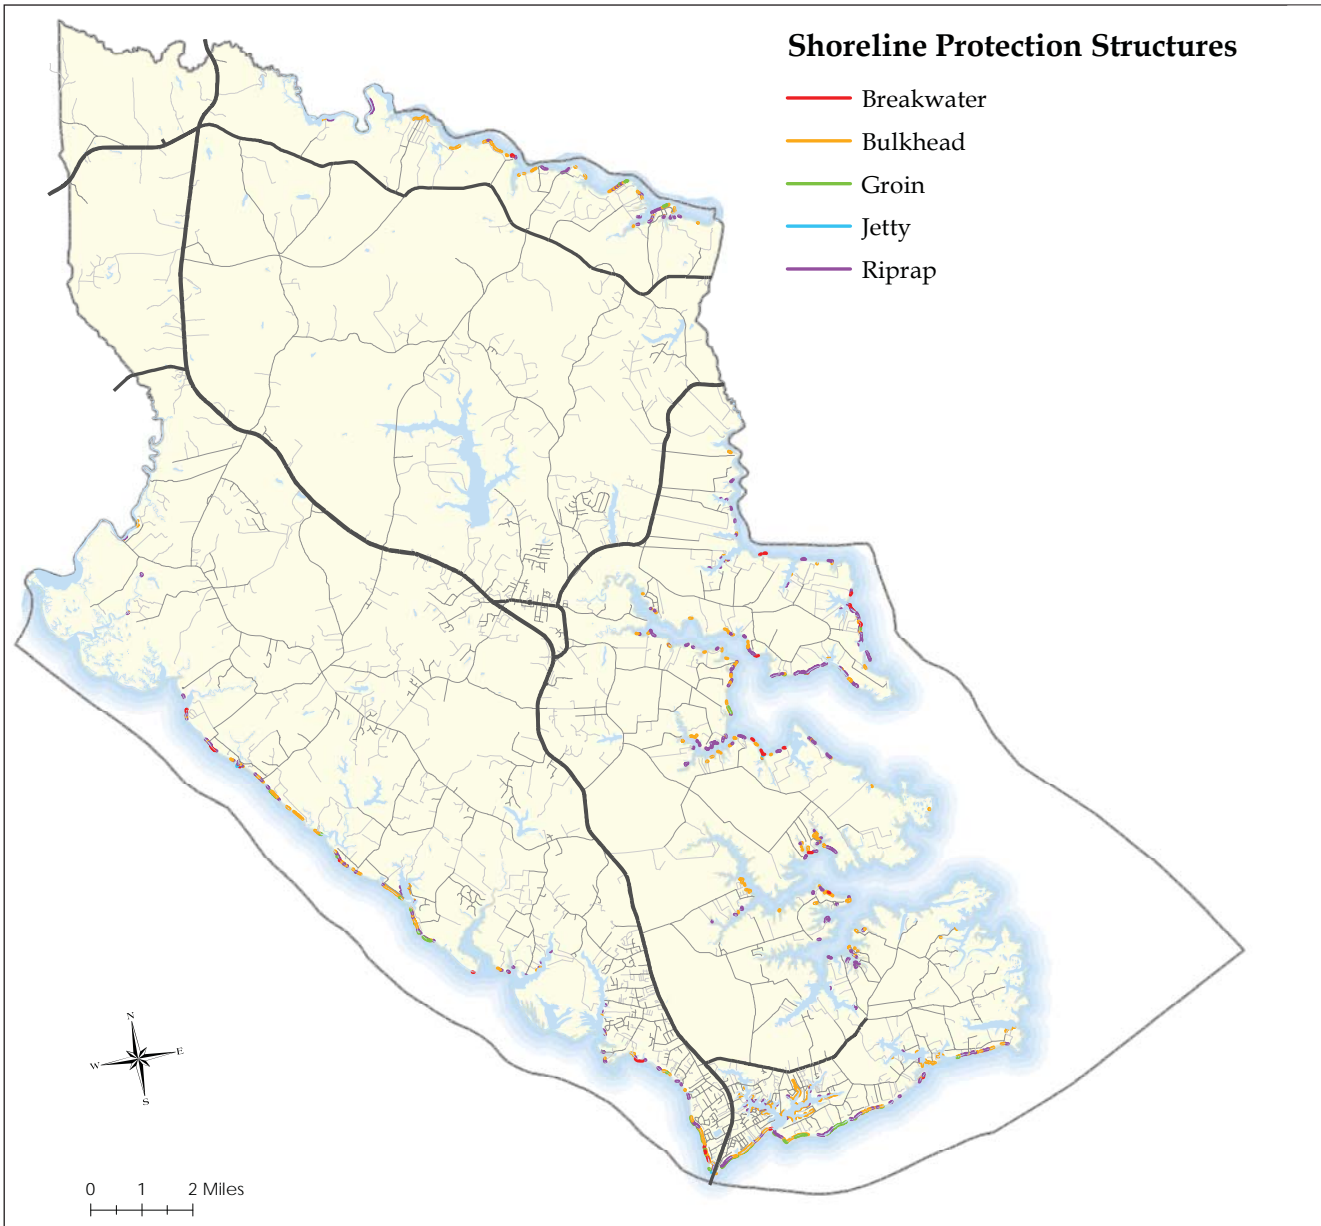 Shoreline Protection Structures
Breakwater
Bulkhead
Groin
Jetty
Riprap
N
W E
S
0 1 2 Miles